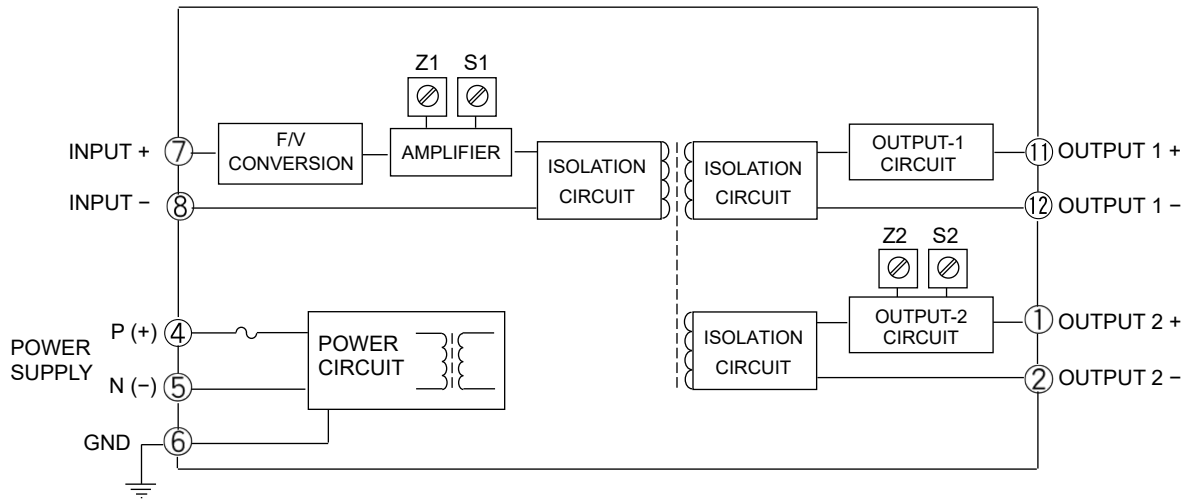 Z1 S1
INPUT + 7
F/V
CONVERSION
AMPLIFIER
ISOLATION
CIRCUIT
ISOLATION
CIRCUIT
OUTPUT-1
CIRCUIT
11 OUTPUT 1 +
INPUT − 8
12 OUTPUT 1 −
Z2 S2
POWER
SUPPLY
P (+) 4
N (−) 5
GND 6
POWER
CIRCUIT
ISOLATION
CIRCUIT
OUTPUT-2
CIRCUIT
1 OUTPUT 2 +
2 OUTPUT 2 −